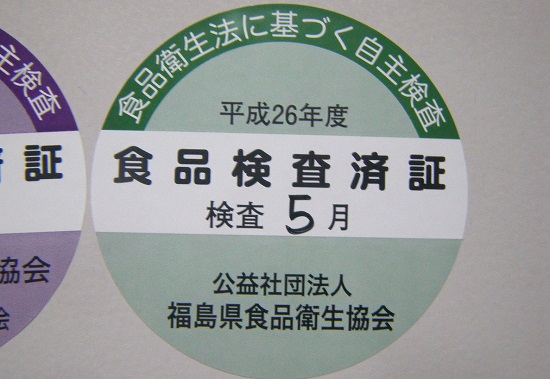 食品衛生法に基づく自主検査
平成26年度
食品検査済証
検査 5月
公益社団法人
福島県食品衛生協会
主検査
済証
協会